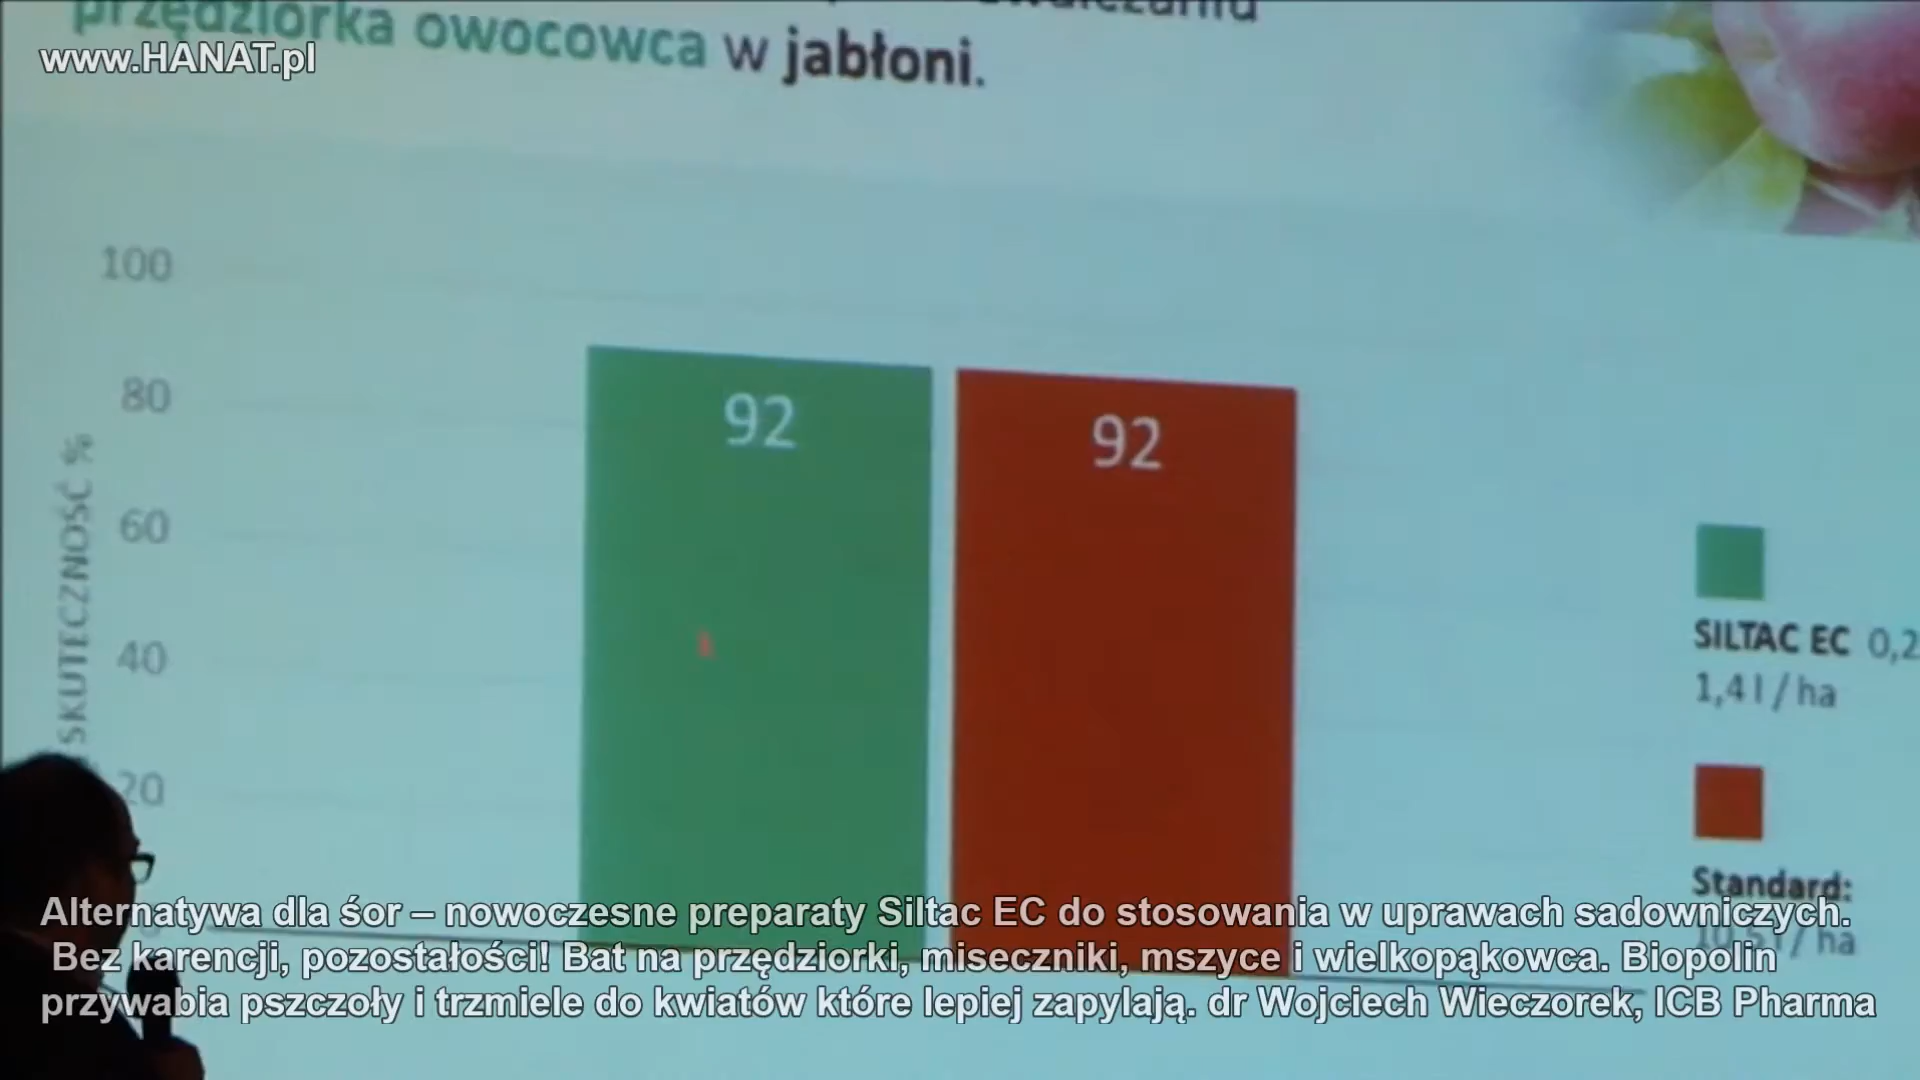 przędziorka owocowca w jabłoni.
www.HANAT.pl
100
80
60
40
20
SKUTECZNOŚĆ %
92
92
SILTAC EC 0,2
1,4 l / ha
Standard:
/ ha
Alternatywa dla śor – nowoczesne preparaty Siltac EC do stosowania w uprawach sadowniczych.
Bez karencji, pozostałości! Bat na przędziorki, miseczniki, mszyce i wielkopąkowca. Biopolin
przywabia pszczoły i trzmiele do kwiatów które lepiej zapylają. dr Wojciech Wieczorek, ICB Pharma